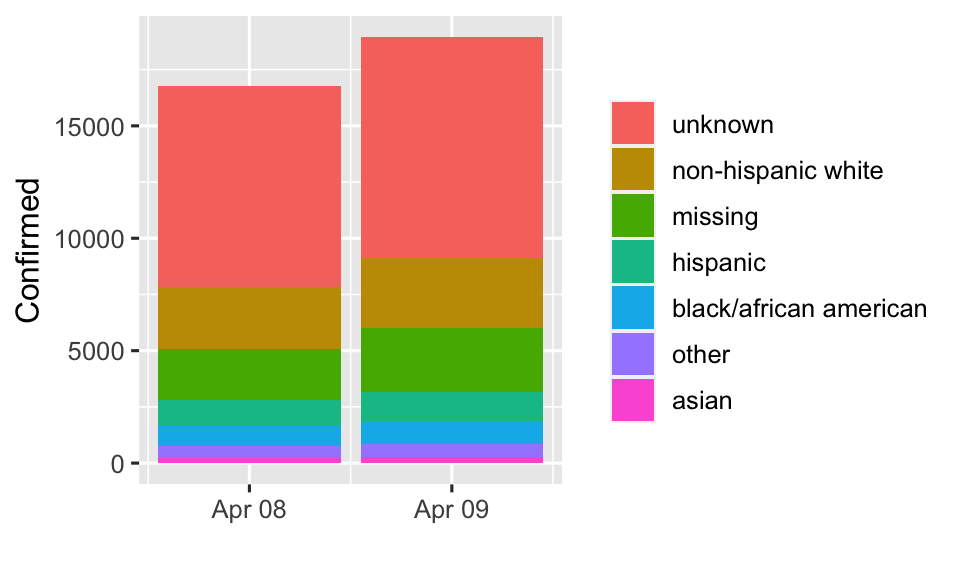 Confirmed
15000
10000
5000
0
Apr 08
Apr 09
unknown
non-hispanic white
missing
hispanic
black/african american
other
asian